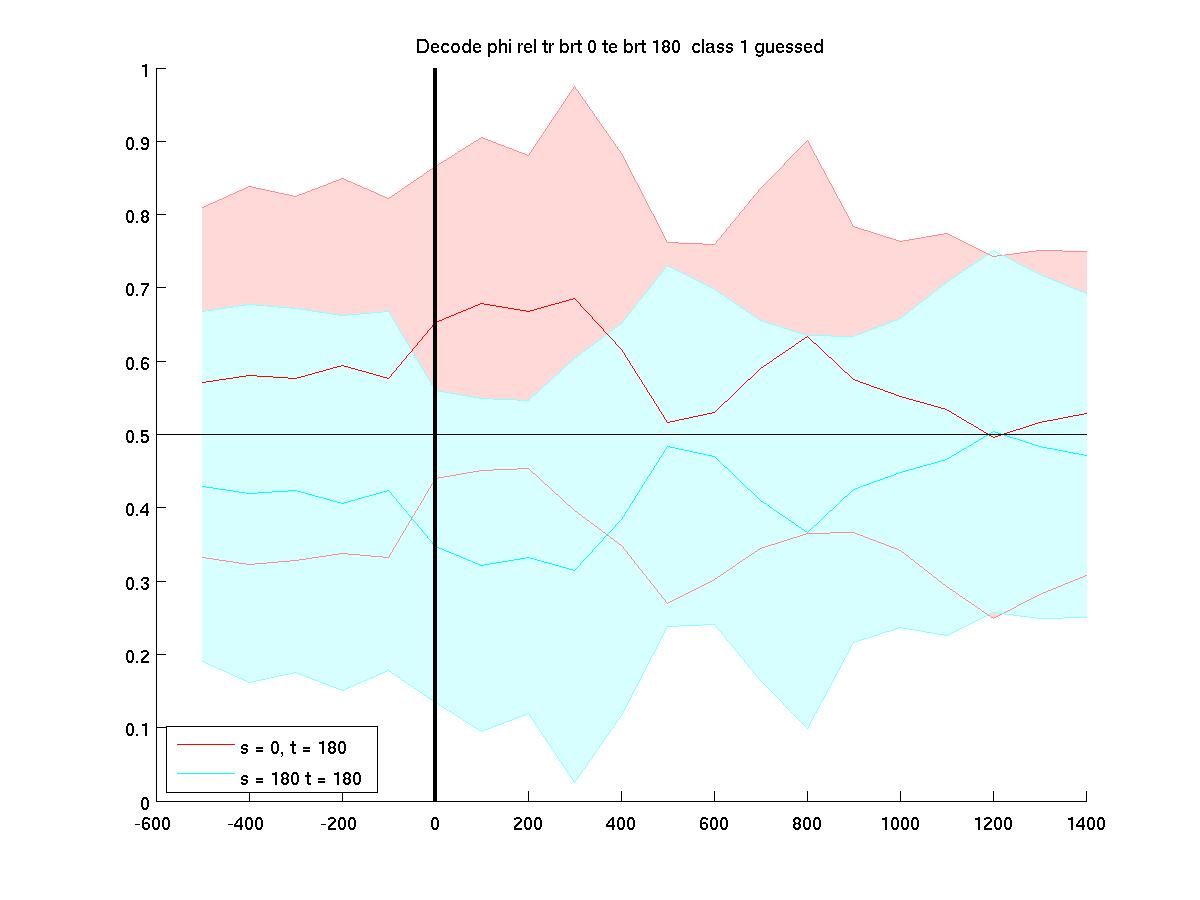 Decode phi rel tr brt 0 te brt 180 class 1 guessed
1
0.9
0.8
0.7
0.6
0.5
0.4
0.3
0.2
0.1
0
s = 0, t = 180
s = 180 t = 180
-600 -400 -200 0 200 400 600 800 1000 1200 1400